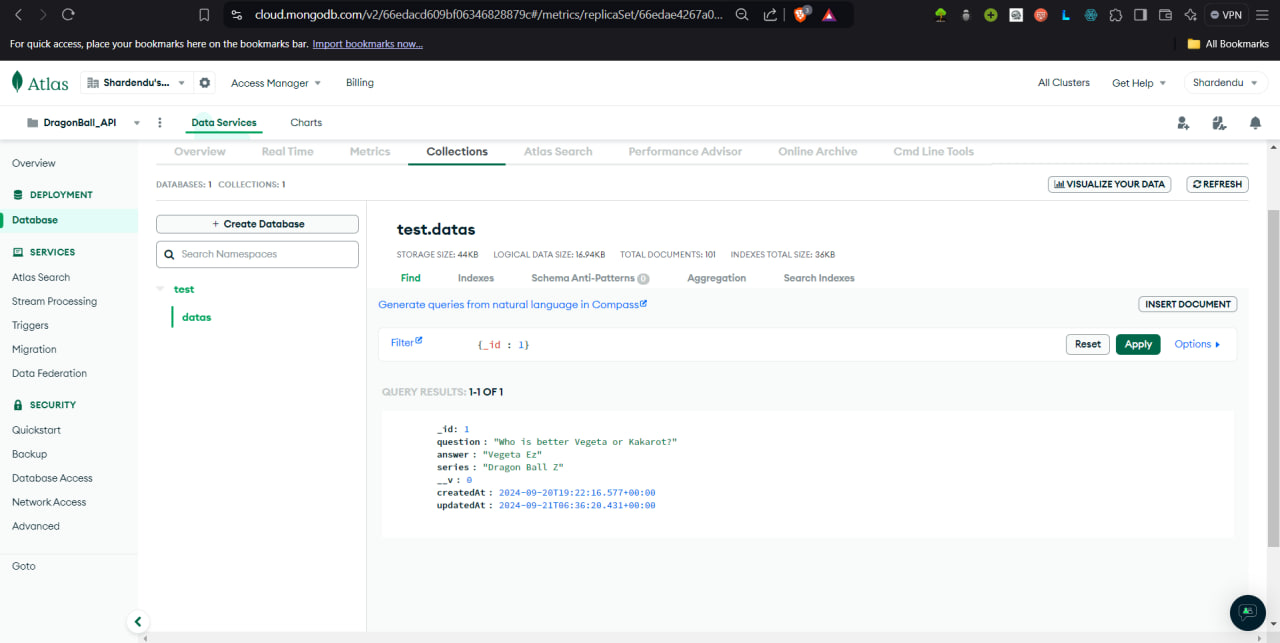 cloud.mongodb.com/v2/66edacd609bf06346828879c#/metrics/replicaSet/66edae4267a0...
VPN
For quick access, place your bookmarks here on the bookmarks bar. Import bookmarks now...
All Bookmarks
Atlas
Shardendu's...
Access Manager
Billing
All Clusters
Get Help
Shardendu
DragonBall_API
Data Services
Charts
Overview
DEPLOYMENT
Database
SERVICES
Atlas Search
Stream Processing
Triggers
Migration
Data Federation
SECURITY
Quickstart
Backup
Database Access
Network Access
Advanced
Goto
Overview
Real Time
Metrics
Collections
Atlas Search
Performance Advisor
Online Archive
Cmd Line Tools
DATABASES: 1 COLLECTIONS: 1
VISUALIZE YOUR DATA
REFRESH
+ Create Database
Search Namespaces
test
datas
test.datas
STORAGE SIZE: 44KB LOGICAL DATA SIZE: 16.94KB TOTAL DOCUMENTS: 101 INDEXES TOTAL SIZE: 36KB
Find
Indexes
Schema Anti-Patterns 0
Aggregation
Search Indexes
Generate queries from natural language in Compass
INSERT DOCUMENT
Filter
{_id : 1}
Reset
Apply
Options
QUERY RESULTS: 1-1 OF 1
_id: 1
question : "Who is better Vegeta or Kakarot?"
answer : "Vegeta Ez"
series : "Dragon Ball Z"
__v : 0
createdAt : 2024-09-20T19:22:16.577+00:00
updatedAt : 2024-09-21T06:36:20.431+00:00